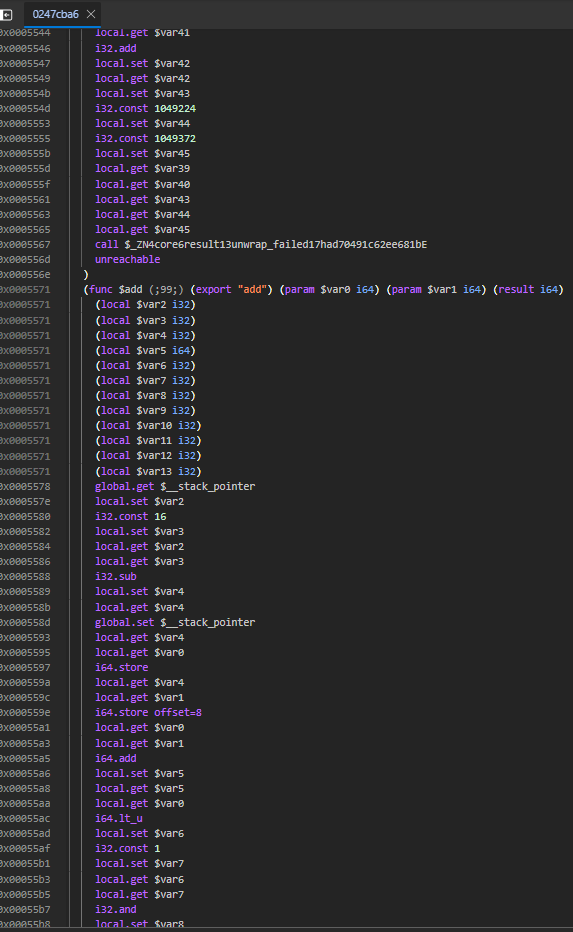 0247cba6
0x0005544 local.get $var41
0x0005546 i32.add
0x0005547 local.set $var42
0x0005549 local.get $var42
0x000554b local.set $var43
0x000554d i32.const 1049224
0x0005553 local.set $var44
0x0005555 i32.const 1049372
0x000555b local.set $var45
0x000555d local.get $var39
0x000555f local.get $var40
0x0005561 local.get $var43
0x0005563 local.get $var44
0x0005565 local.get $var45
0x0005567 call $_ZN4core6result13unwrap_failed17had70491c62ee681bE
0x000556d unreachable
0x000556e )
0x0005571 (func $add (;99;) (export "add") (param $var0 i64) (param $var1 i64) (result i64)
0x0005571 (local $var2 i32)
0x0005571 (local $var3 i32)
0x0005571 (local $var4 i32)
0x0005571 (local $var5 i64)
0x0005571 (local $var6 i32)
0x0005571 (local $var7 i32)
0x0005571 (local $var8 i32)
0x0005571 (local $var9 i32)
0x0005571 (local $var10 i32)
0x0005571 (local $var11 i32)
0x0005571 (local $var12 i32)
0x0005571 (local $var13 i32)
0x0005578 global.get $__stack_pointer
0x000557e local.set $var2
0x0005580 i32.const 16
0x0005582 local.set $var3
0x0005584 local.get $var2
0x0005586 local.get $var3
0x0005588 i32.sub
0x0005589 local.set $var4
0x000558b local.get $var4
0x000558d global.set $__stack_pointer
0x0005593 local.get $var4
0x0005595 local.get $var0
0x0005597 i64.store
0x000559a local.get $var4
0x000559c local.get $var1
0x000559e i64.store offset=8
0x00055a1 local.get $var0
0x00055a3 local.get $var1
0x00055a5 i64.add
0x00055a6 local.set $var5
0x00055a8 local.get $var5
0x00055aa local.get $var0
0x00055ac i64.lt_u
0x00055ad local.set $var6
0x00055af i32.const 1
0x00055b1 local.set $var7
0x00055b3 local.get $var6
0x00055b5 local.get $var7
0x00055b7 i32.and
0x00055b8 local.set $var8